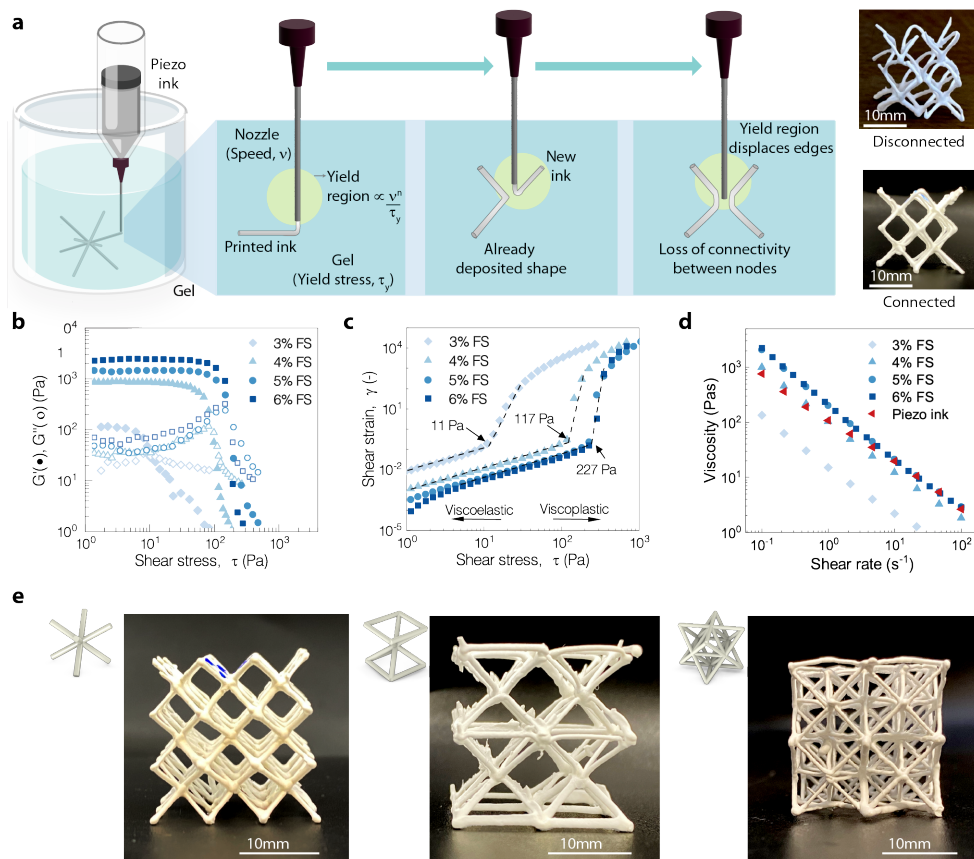 a
Piezo
ink
Gel
Nozzle
(Speed, ν)
Yield
region ∝ νⁿ
τy
Printed ink
Gel
(Yield stress, τy)
New
ink
Already
deposited shape
Yield region
displaces edges
Loss of connectivity
between nodes
10mm
Disconnected
10mm
Connected
b
G'(●), G''(o) (Pa)
0⁴
1
10³
10²
10¹
10⁰
10⁰ 10¹ 10² 10³
Shear stress, τ (Pa)
3% FS
4% FS
5% FS
6% FS
c
Shear strain, γ (-)
10⁴
10¹
10⁻²
10⁻⁵
10⁰ 10¹ 10² 10³
Shear stress, τ (Pa)
3% FS
4% FS
5% FS
6% FS
11 Pa
117 Pa
227 Pa
Viscoelastic
Viscoplastic
d
Viscosity (Pas)
10³
10²
10¹
10⁰
10⁻¹ 10⁰ 10¹ 10²
Shear rate (s⁻¹)
3% FS
4% FS
5% FS
6% FS
Piezo ink
e
10mm
10mm
10mm